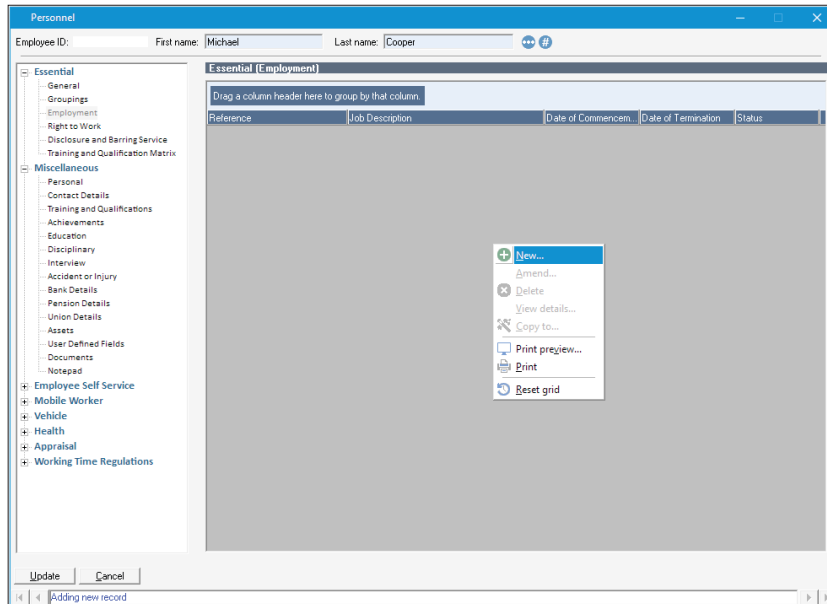 Personnel
Employee ID: First name: Michael Last name: Cooper
Essential
General
Groupings
Employment
Right to Work
Disclosure and Barring Service
Training and Qualification Matrix
Miscellaneous
Personal
Contact Details
Training and Qualifications
Achievements
Education
Disciplinary
Interview
Accident or Injury
Bank Details
Pension Details
Union Details
Assets
User Defined Fields
Documents
Notepad
Employee Self Service
Mobile Worker
Vehicle
Health
Appraisal
Working Time Regulations
Essential (Employment)
Drag a column header here to group by that column.
Reference Job Description Date of Commencem... Date of Termination Status
New...
Amend...
Delete
View details...
Copy to...
Print preview...
Print
Reset grid
Update Cancel
Adding new record